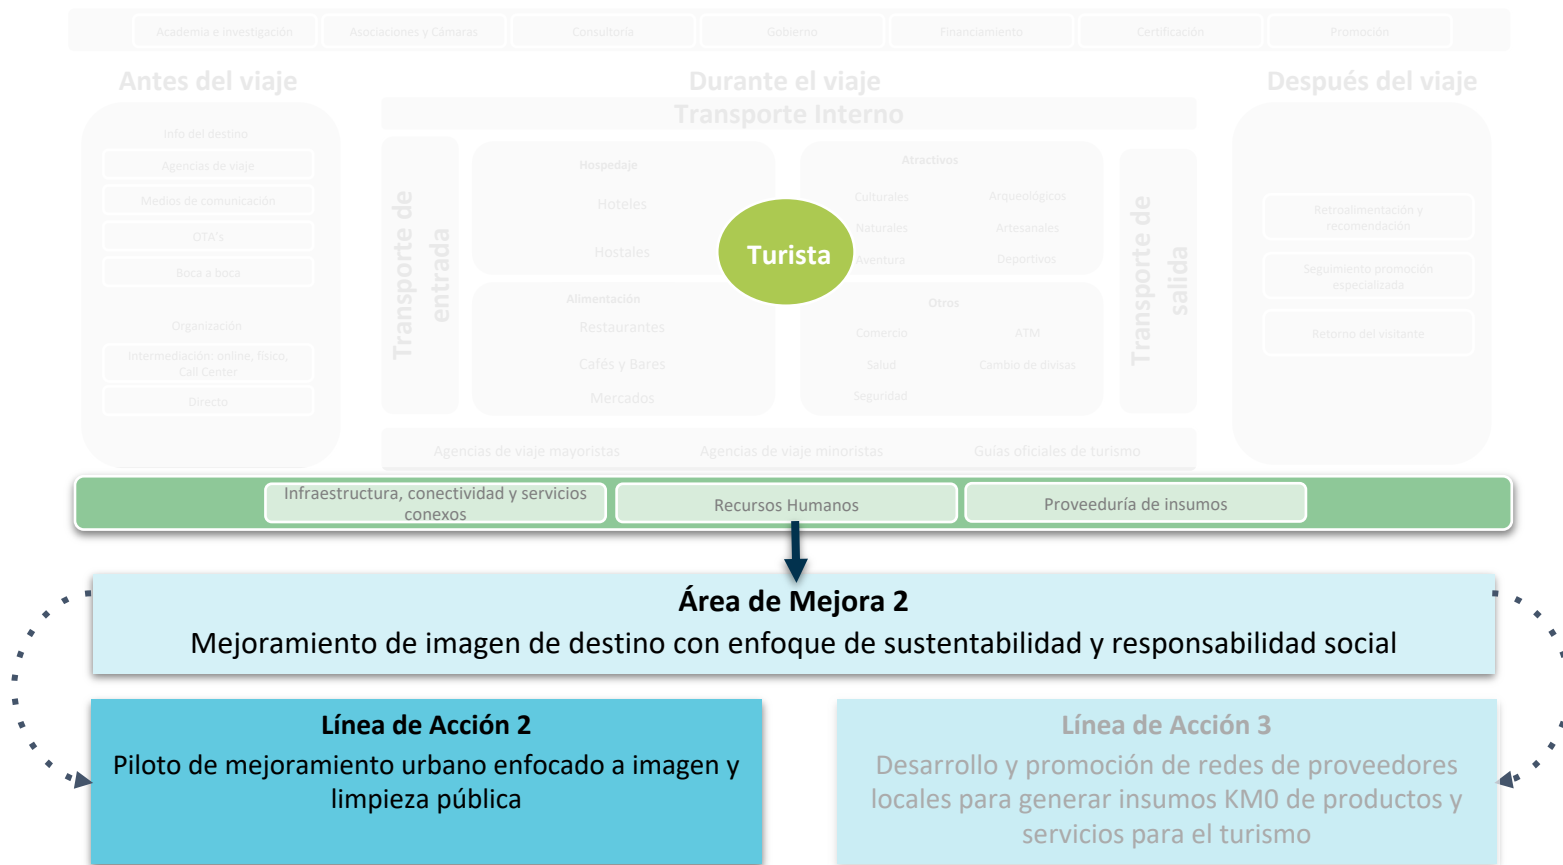 Academia e investigación
Asociaciones y Cámaras
Consultoría
Gobierno
Financiamiento
Certificación
Promoción
Antes del viaje
Durante el viaje
Después del viaje
Transporte Interno
Info del destino
Agencias de viaje
Medios de comunicación
OTA's
Boca a boca
Organización
Intermediación: online, físico,
Call Center
Directo
Transporte de
entrada
Hospedaje
Hoteles
Hostales
Atractivos
Culturales
Arqueológicos
Naturales
Artesanales
Aventura
Deportivos
Turista
Alimentación
Restaurantes
Cafés y Bares
Mercados
Otros
Comercio
ATM
Salud
Cambio de divisas
Seguridad
Transporte de
salida
Retroalimentación y
recomendación
Seguimiento promoción
especializada
Retorno del visitante
Agencias de viaje mayoristas
Agencias de viaje minoristas
Guías oficiales de turismo
Infraestructura, conectividad y servicios
conexos
Recursos Humanos
Proveeduría de insumos
Área de Mejora 2
Mejoramiento de imagen de destino con enfoque de sustentabilidad y responsabilidad social
Línea de Acción 2
Piloto de mejoramiento urbano enfocado a imagen y
limpieza pública
Línea de Acción 3
Desarrollo y promoción de redes de proveedores
locales para generar insumos KM0 de productos y
servicios para el turismo